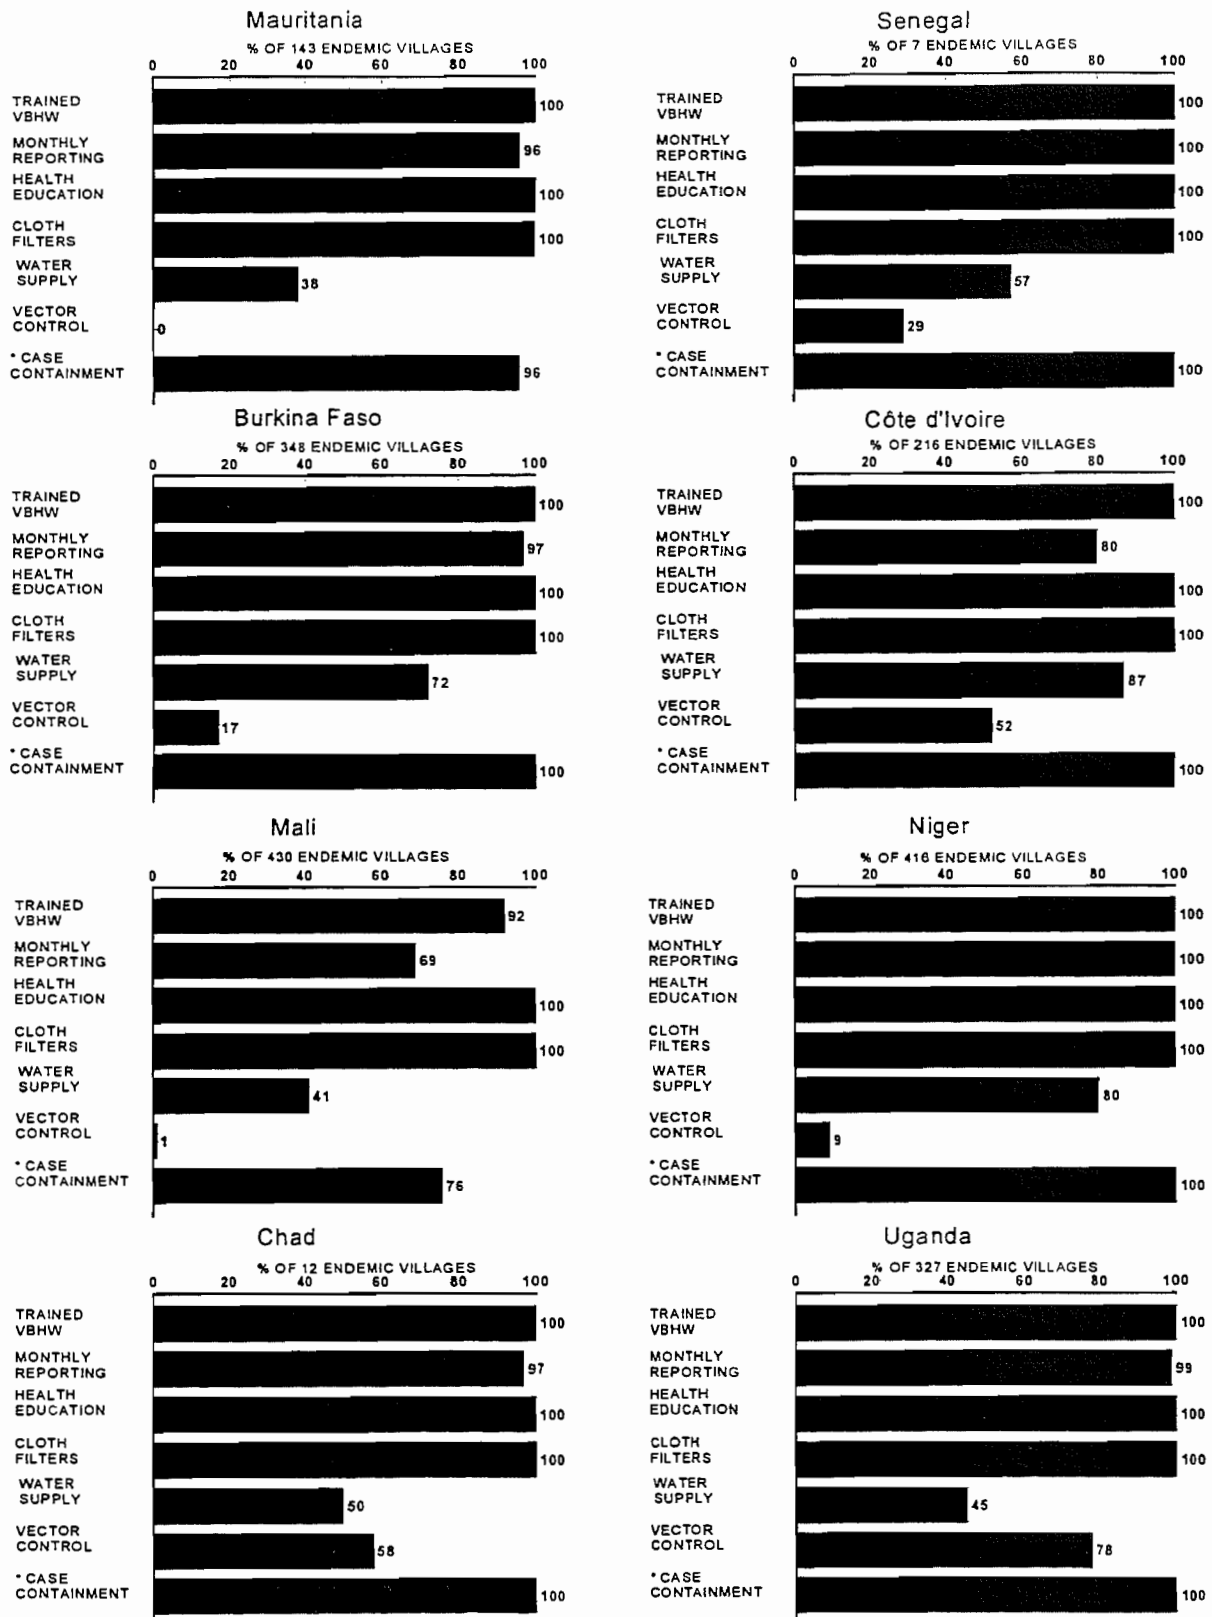 Mauritania
% OF 143 ENDEMIC VILLAGES
0 20 40 60 80 100
TRAINED
VBHW
100
MONTHLY
REPORTING
96
HEALTH
EDUCATION
100
CLOTH
FILTERS
100
WATER
SUPPLY
38
VECTOR
CONTROL
0
* CASE
CONTAINMENT
96
Senegal
% OF 7 ENDEMIC VILLAGES
0 20 40 60 80 100
TRAINED
VBHW
100
MONTHLY
REPORTING
100
HEALTH
EDUCATION
100
CLOTH
FILTERS
100
WATER
SUPPLY
57
VECTOR
CONTROL
29
* CASE
CONTAINMENT
100
Burkina Faso
% OF 348 ENDEMIC VILLAGES
0 20 40 60 80 100
TRAINED
VBHW
100
MONTHLY
REPORTING
97
HEALTH
EDUCATION
100
CLOTH
FILTERS
100
WATER
SUPPLY
72
VECTOR
CONTROL
17
* CASE
CONTAINMENT
100
Côte d'Ivoire
% OF 216 ENDEMIC VILLAGES
0 20 40 60 80 100
TRAINED
VBHW
100
MONTHLY
REPORTING
80
HEALTH
EDUCATION
100
CLOTH
FILTERS
100
WATER
SUPPLY
87
VECTOR
CONTROL
52
* CASE
CONTAINMENT
100
Mali
% OF 430 ENDEMIC VILLAGES
0 20 40 60 80 100
TRAINED
VBHW
92
MONTHLY
REPORTING
69
HEALTH
EDUCATION
100
CLOTH
FILTERS
100
WATER
SUPPLY
41
VECTOR
CONTROL
1
* CASE
CONTAINMENT
76
Niger
% OF 416 ENDEMIC VILLAGES
0 20 40 60 80 100
TRAINED
VBHW
100
MONTHLY
REPORTING
100
HEALTH
EDUCATION
100
CLOTH
FILTERS
100
WATER
SUPPLY
80
VECTOR
CONTROL
9
* CASE
CONTAINMENT
100
Chad
% OF 12 ENDEMIC VILLAGES
0 20 40 60 80 100
TRAINED
VBHW
100
MONTHLY
REPORTING
97
HEALTH
EDUCATION
100
CLOTH
FILTERS
100
WATER
SUPPLY
50
VECTOR
CONTROL
58
* CASE
CONTAINMENT
100
Uganda
% OF 327 ENDEMIC VILLAGES
0 20 40 60 80 100
TRAINED
VBHW
100
MONTHLY
REPORTING
99
HEALTH
EDUCATION
100
CLOTH
FILTERS
100
WATER
SUPPLY
45
VECTOR
CONTROL
78
* CASE
CONTAINMENT
100